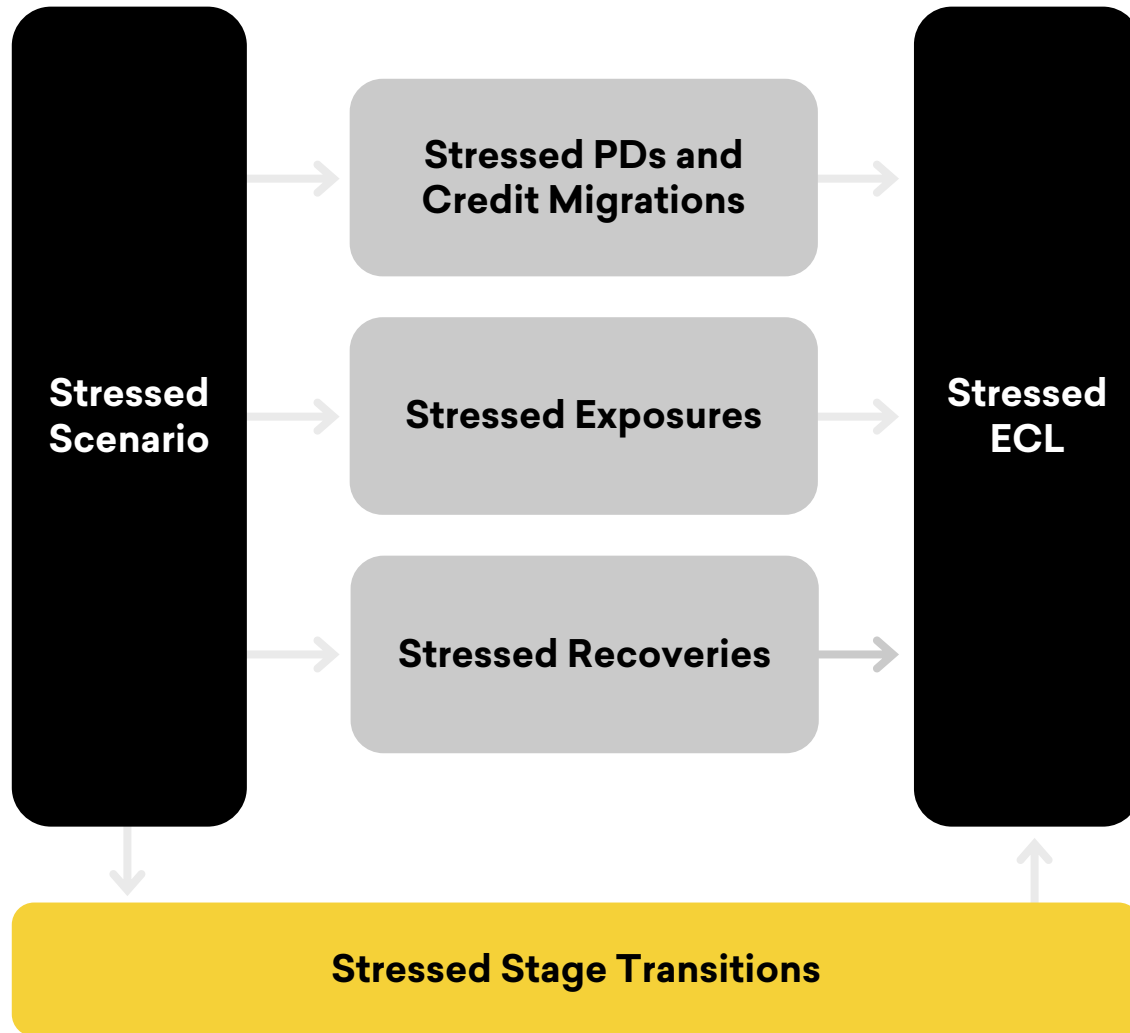 Stressed PDs and
Credit Migrations
Stressed
Scenario
Stressed Exposures
Stressed
ECL
Stressed Recoveries
Stressed Stage Transitions